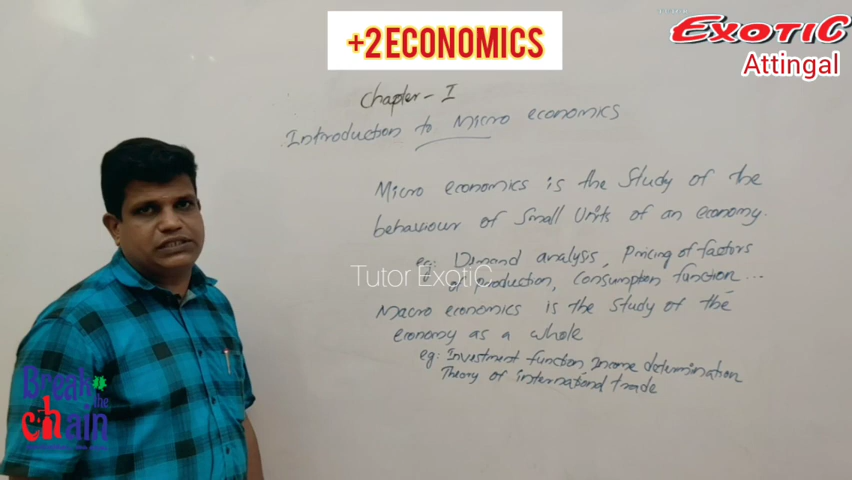 +2 ECONOMICS
EXOTIC
Attingal
Chapter - I
Introduction to Micro economics
Micro economics is the Study of the
behaviour of Small Units of an economy.
eg: Demand analysis, Pricing of factors
of production, Consumption function...
Tutor ExotiC
Macro economics is the study of the
economy as a whole
eg: Investment function Income determination
Theory of international trade
Break
the
chain